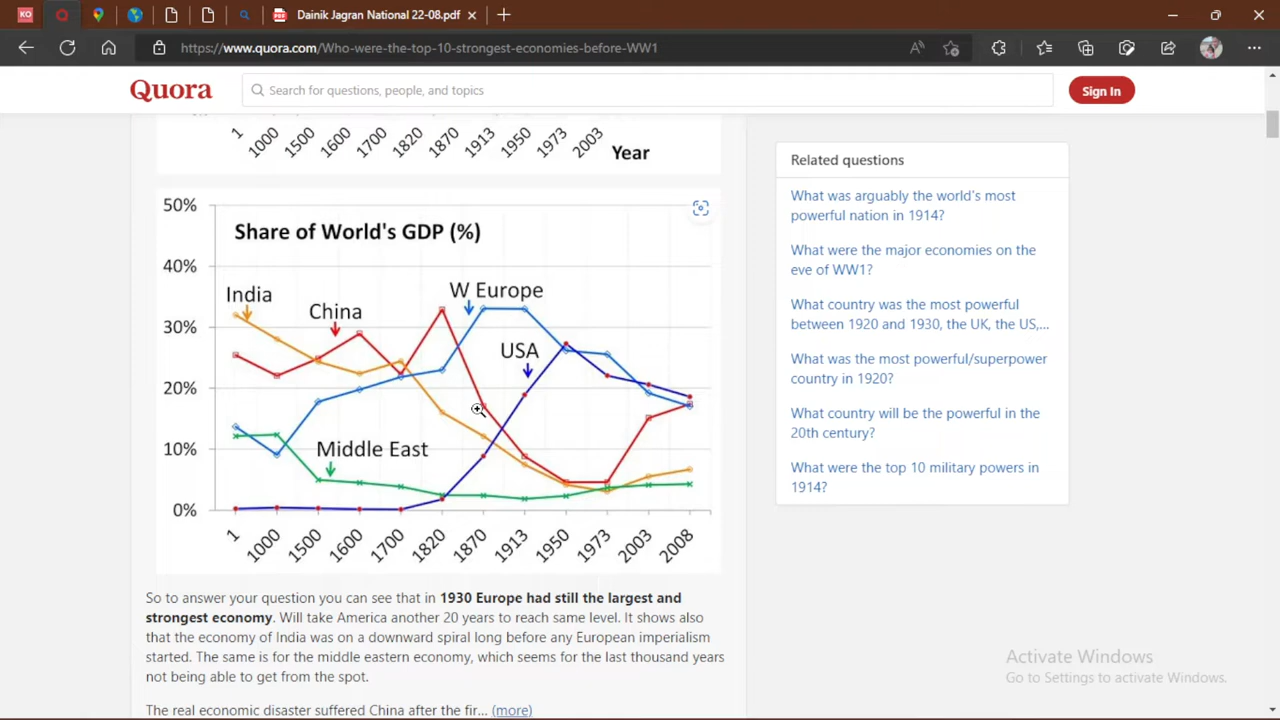 KO
Dainik Jagran National 22-08.pdf
https://www.quora.com/Who-were-the-top-10-strongest-economies-before-WW1
Quora
Search for questions, people, and topics
Sign In
1 1000 1500 1600 1700 1820 1870 1913 1950 1973 2003
Year
Share of World's GDP (%)
50%
40%
30%
20%
10%
0%
India
China
W Europe
USA
Middle East
1 1000 1500 1600 1700 1820 1870 1913 1950 1973 2003 2008
So to answer your question you can see that in 1930 Europe had still the largest and
strongest economy. Will take America another 20 years to reach same level. It shows also
that the economy of India was on a downward spiral long before any European imperialism
started. The same is for the middle eastern economy, which seems for the last thousand years
not being able to get from the spot.
The real economic disaster suffered China after the fir... (more)
Related questions
What was arguably the world's most
powerful nation in 1914?
What were the major economies on the
eve of WW1?
What country was the most powerful
between 1920 and 1930, the UK, the US,...
What was the most powerful/superpower
country in 1920?
What country will be the powerful in the
20th century?
What were the top 10 military powers in
1914?
Activate Windows
Go to Settings to activate Windows.